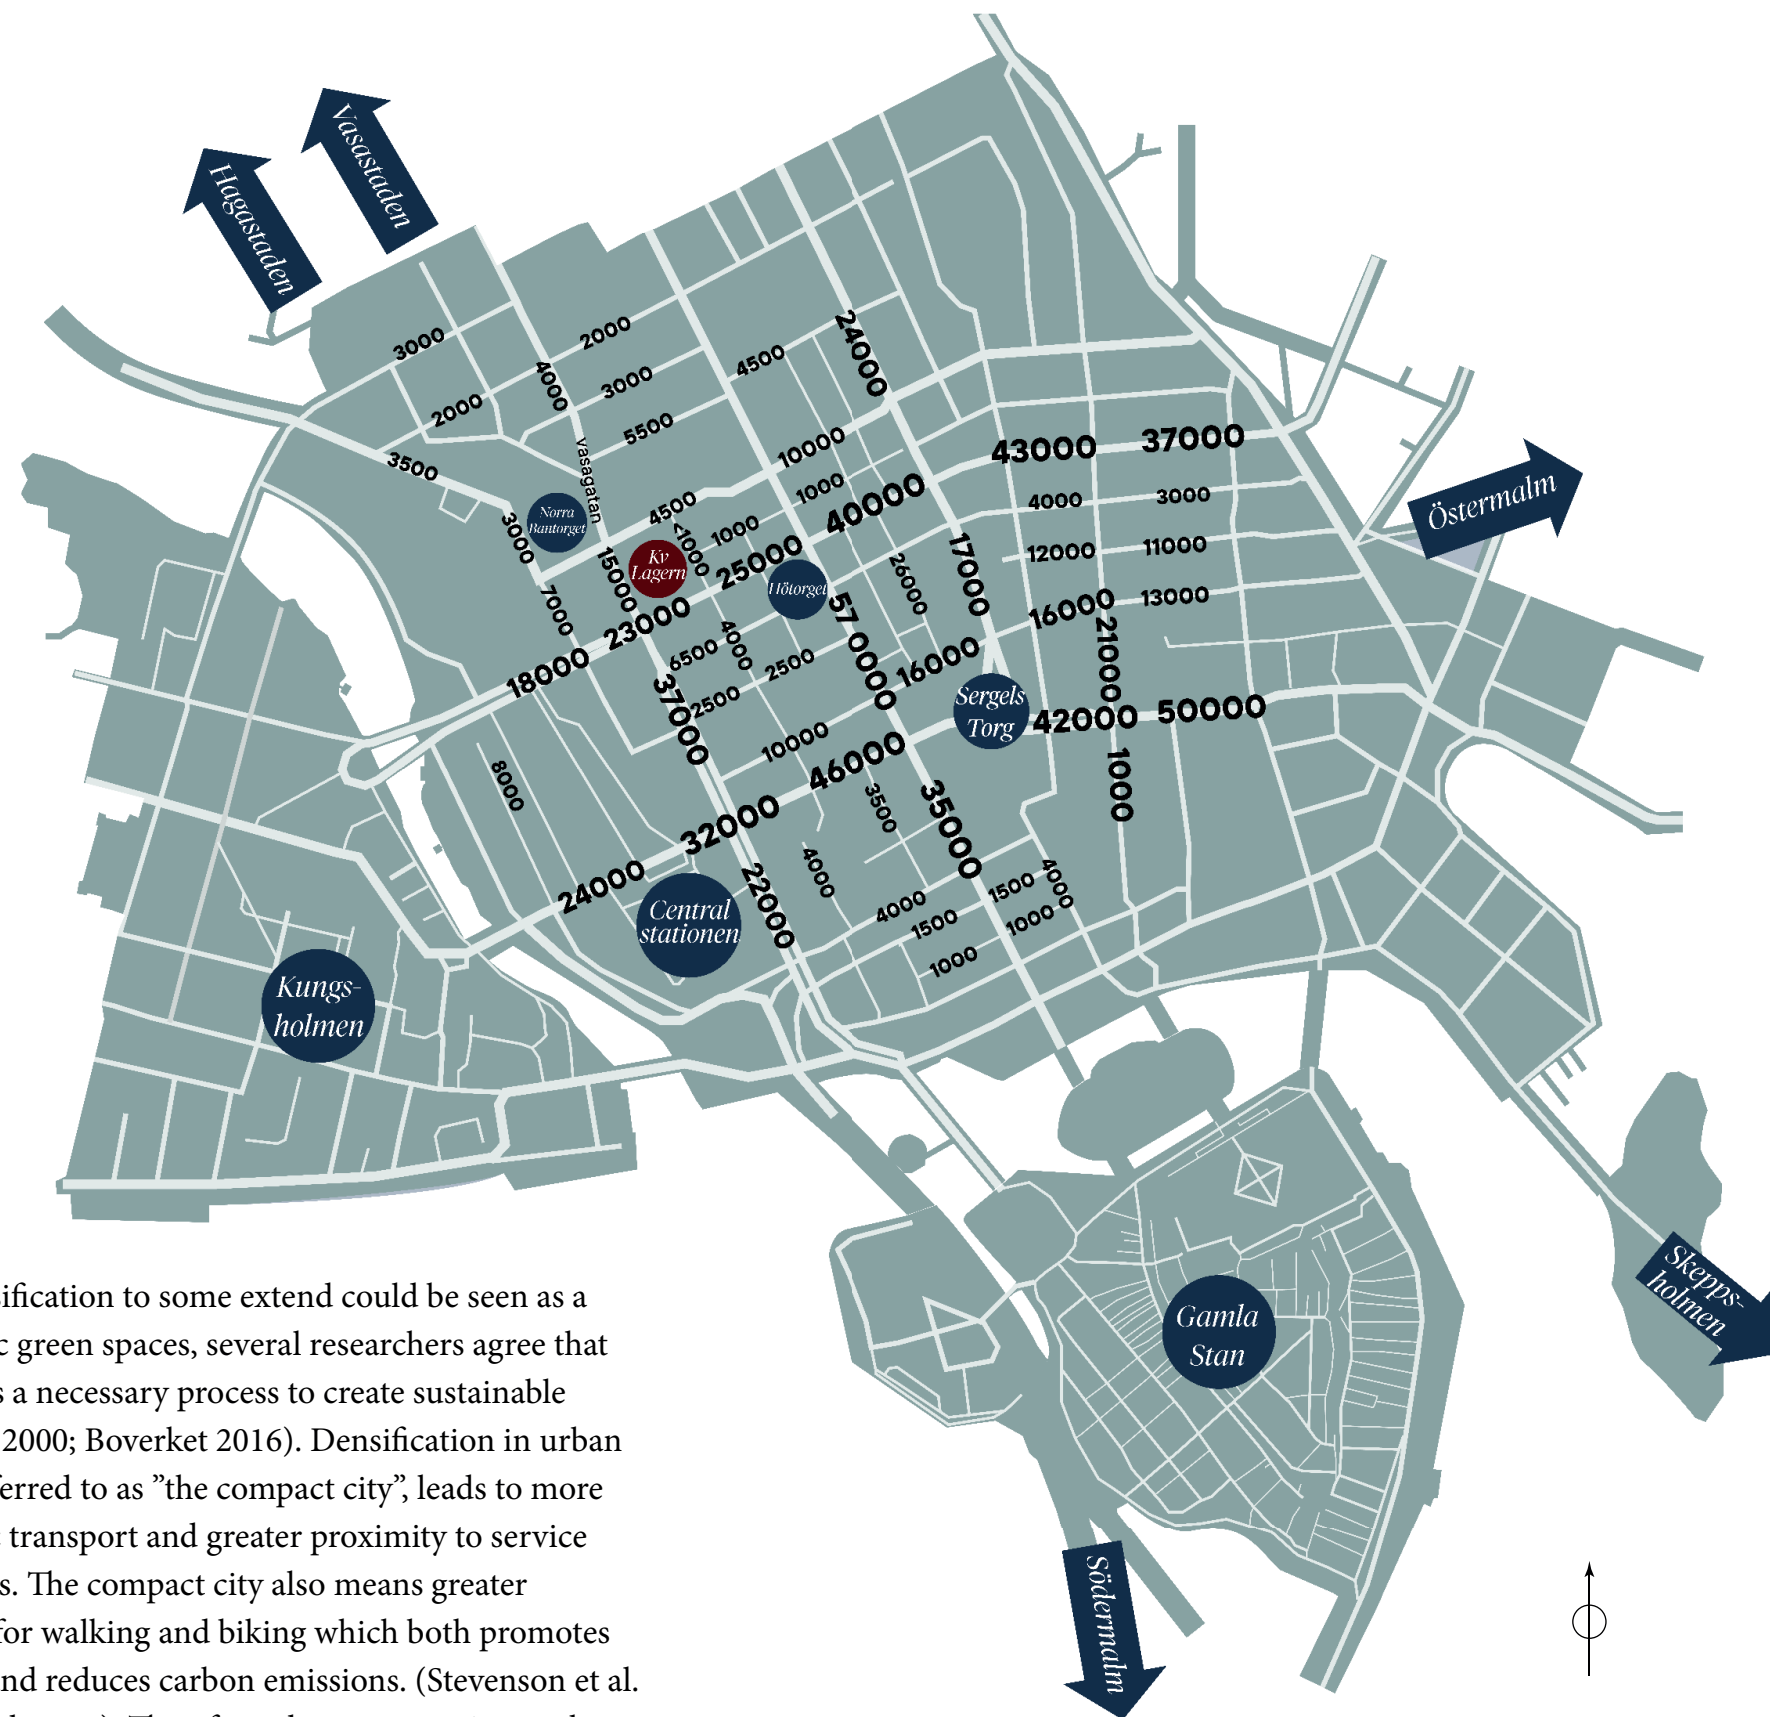 Vasastaden
Hagastaden
3000
2000
4000
2000
3000
5500
4500
24000
3500
vasagatan
10000
43000
37000
Östermalm
4500
1000
40000
4000
3000
Norra
Bantorget
3000
<1000
1000
Kv
Lagern
15000
25000
Hötorget
26000
17000
12000
11000
7000
23000
57000
16000
13000
18000
6500
4000
2500
16000
21000
37000
2500
Sergels
Torg
42000
50000
10000
46000
8000
32000
3500
35000
1000
24000
22000
4000
4000
1500
4000
Central
stationen
1500
1000
1000
Kungs-
holmen
Skepps-
holmen
Gamla
Stan
Södermalm
sification to some extend could be seen as a
c green spaces, several researchers agree that
s a necessary process to create sustainable
2000; Boverket 2016). Densification in urban
ferred to as ”the compact city”, leads to more
transport and greater proximity to service
s. The compact city also means greater
for walking and biking which both promotes
nd reduces carbon emissions. (Stevenson et al.